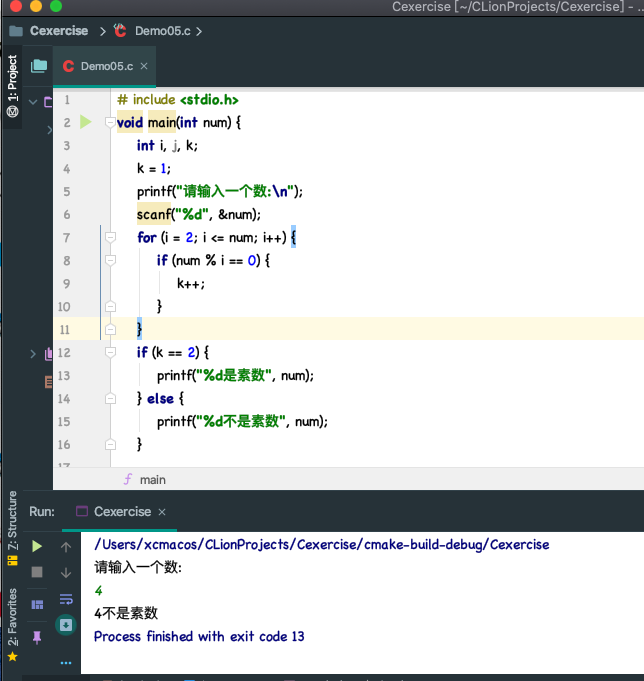 Cexercise [~/CLionProjects/Cexercise] - ...
Cexercise > Demo05.c >
1: Project
Demo05.c ×
1 # include <stdio.h>
2 void main(int num) {
3 int i, j, k;
4 k = 1;
5 printf("请输入一个数:\n");
6 scanf("%d", &num);
7 for (i = 2; i <= num; i++) {
8 if (num % i == 0) {
9 k++;
10 }
11 }
12 if (k == 2) {
13 printf("%d是素数", num);
14 } else {
15 printf("%d不是素数", num);
16 }
17
f main
Run: Cexercise ×
7: Structure
2: Favorites
/Users/xcmacos/CLionProjects/Cexercise/cmake-build-debug/Cexercise
请输入一个数:
4
4不是素数
Process finished with exit code 13